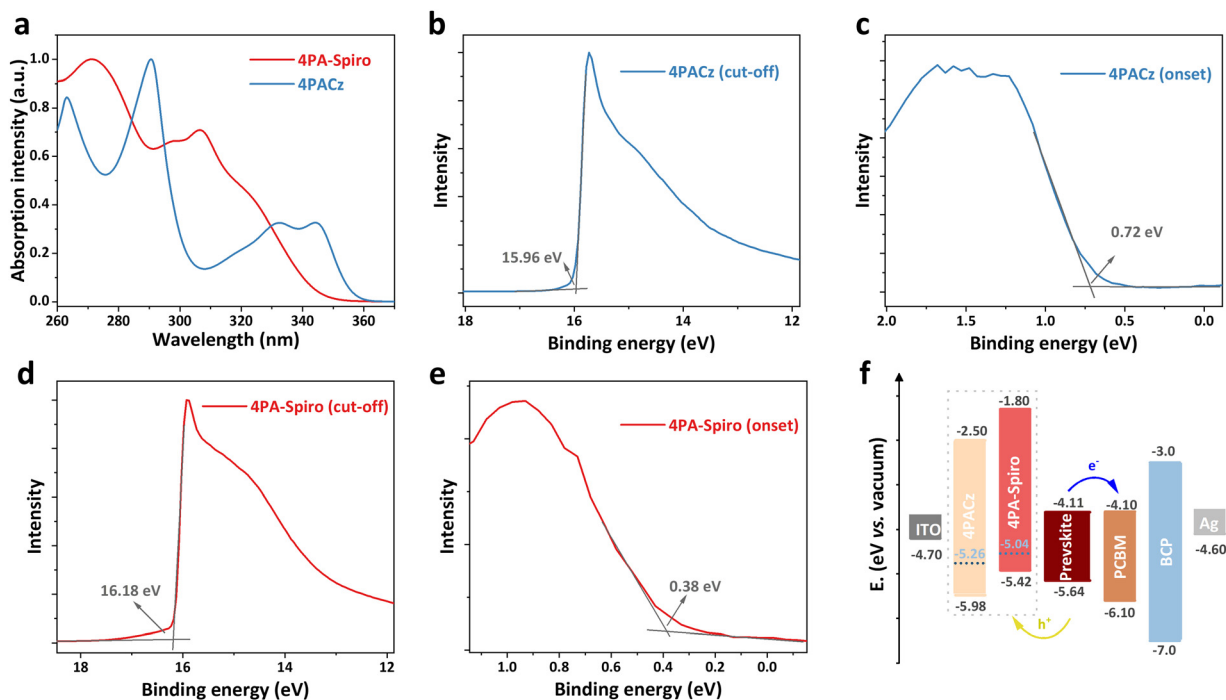 a
4PA-Spiro
4PACz
Absorption intensity (a.u.)
1.0
0.8
0.6
0.4
0.2
0.0
260
280
300
320
340
360
Wavelength (nm)
b
4PACz (cut-off)
Intensity
15.96 eV
18
16
14
12
Binding energy (eV)
c
4PACz (onset)
Intensity
0.72 eV
2.0
1.5
1.0
0.5
0.0
Binding energy (eV)
d
4PA-Spiro (cut-off)
Intensity
16.18 eV
18
16
14
12
Binding energy (eV)
e
4PA-Spiro (onset)
Intensity
0.38 eV
1.0
0.8
0.6
0.4
0.2
0.0
Binding energy (eV)
f
E. (eV vs. vacuum)
ITO
-4.70
-2.50
4PACz
-5.26
-5.98
-1.80
4PA-Spiro
-5.04
-5.42
e-
-4.11
Prevskite
-5.64
h+
-4.10
PCBM
-6.10
-3.0
BCP
-7.0
Ag
-4.60